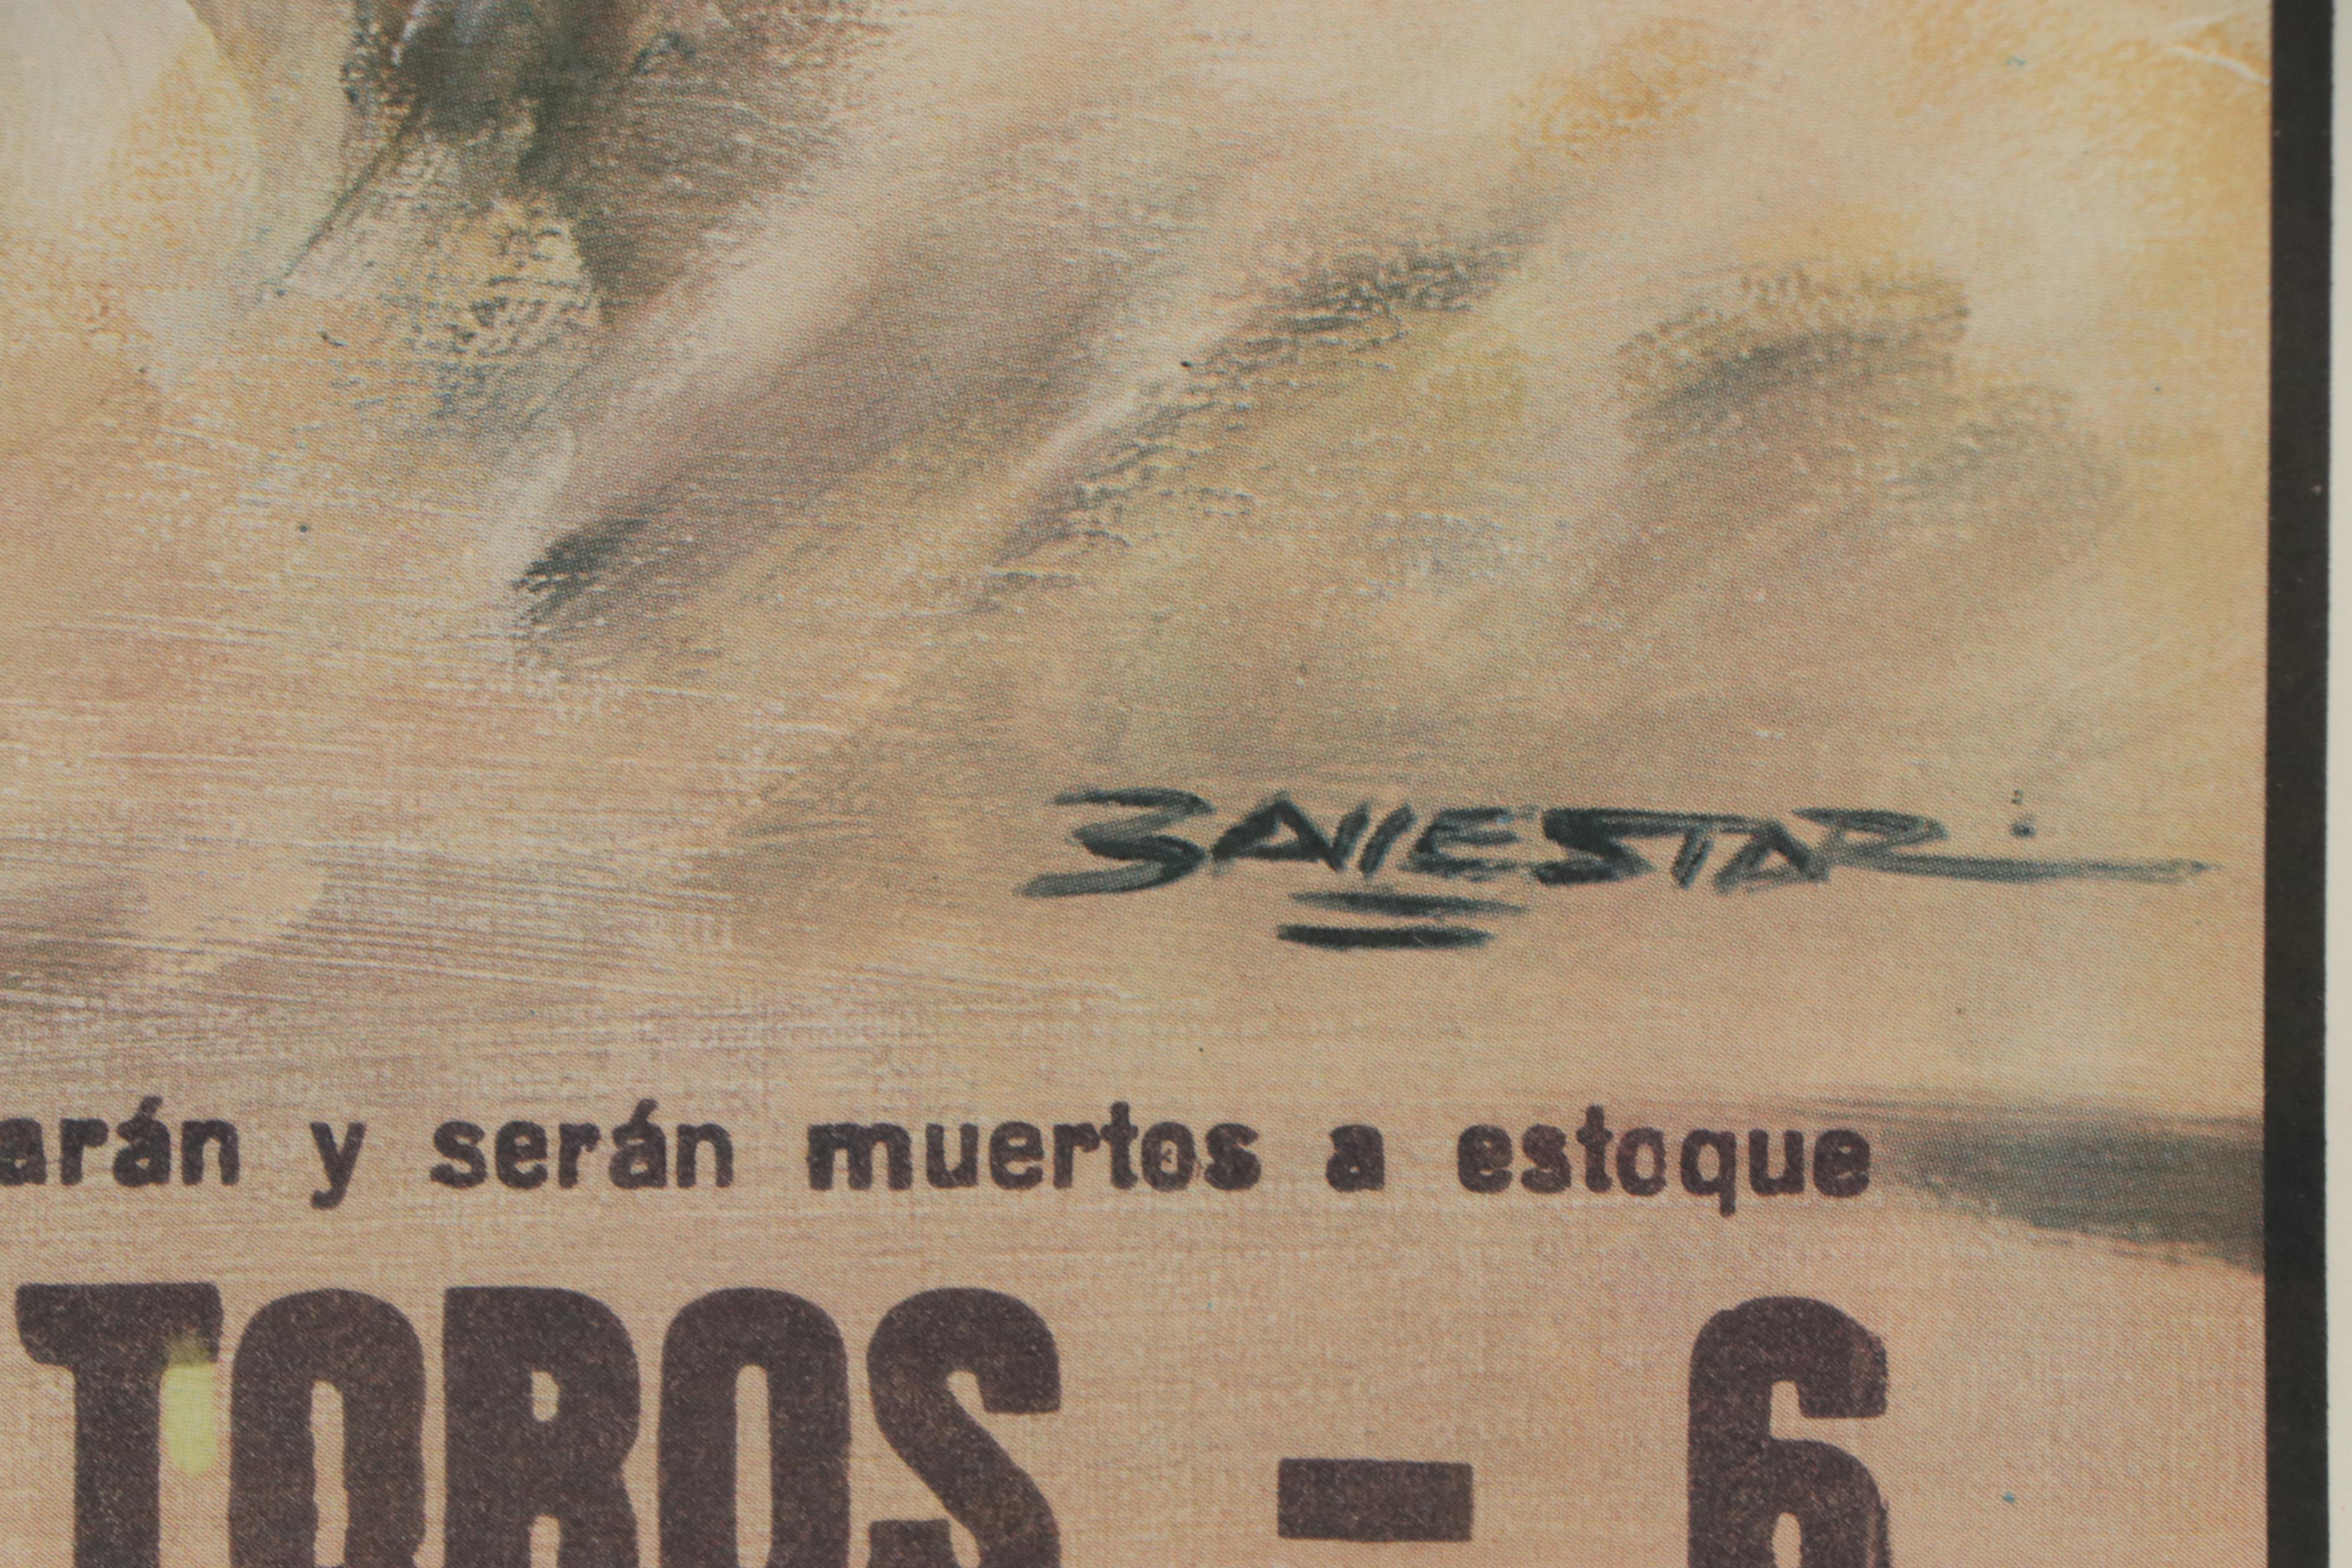 BALLESTAR:
arán y serán muertos a estoque
TOROS - 6